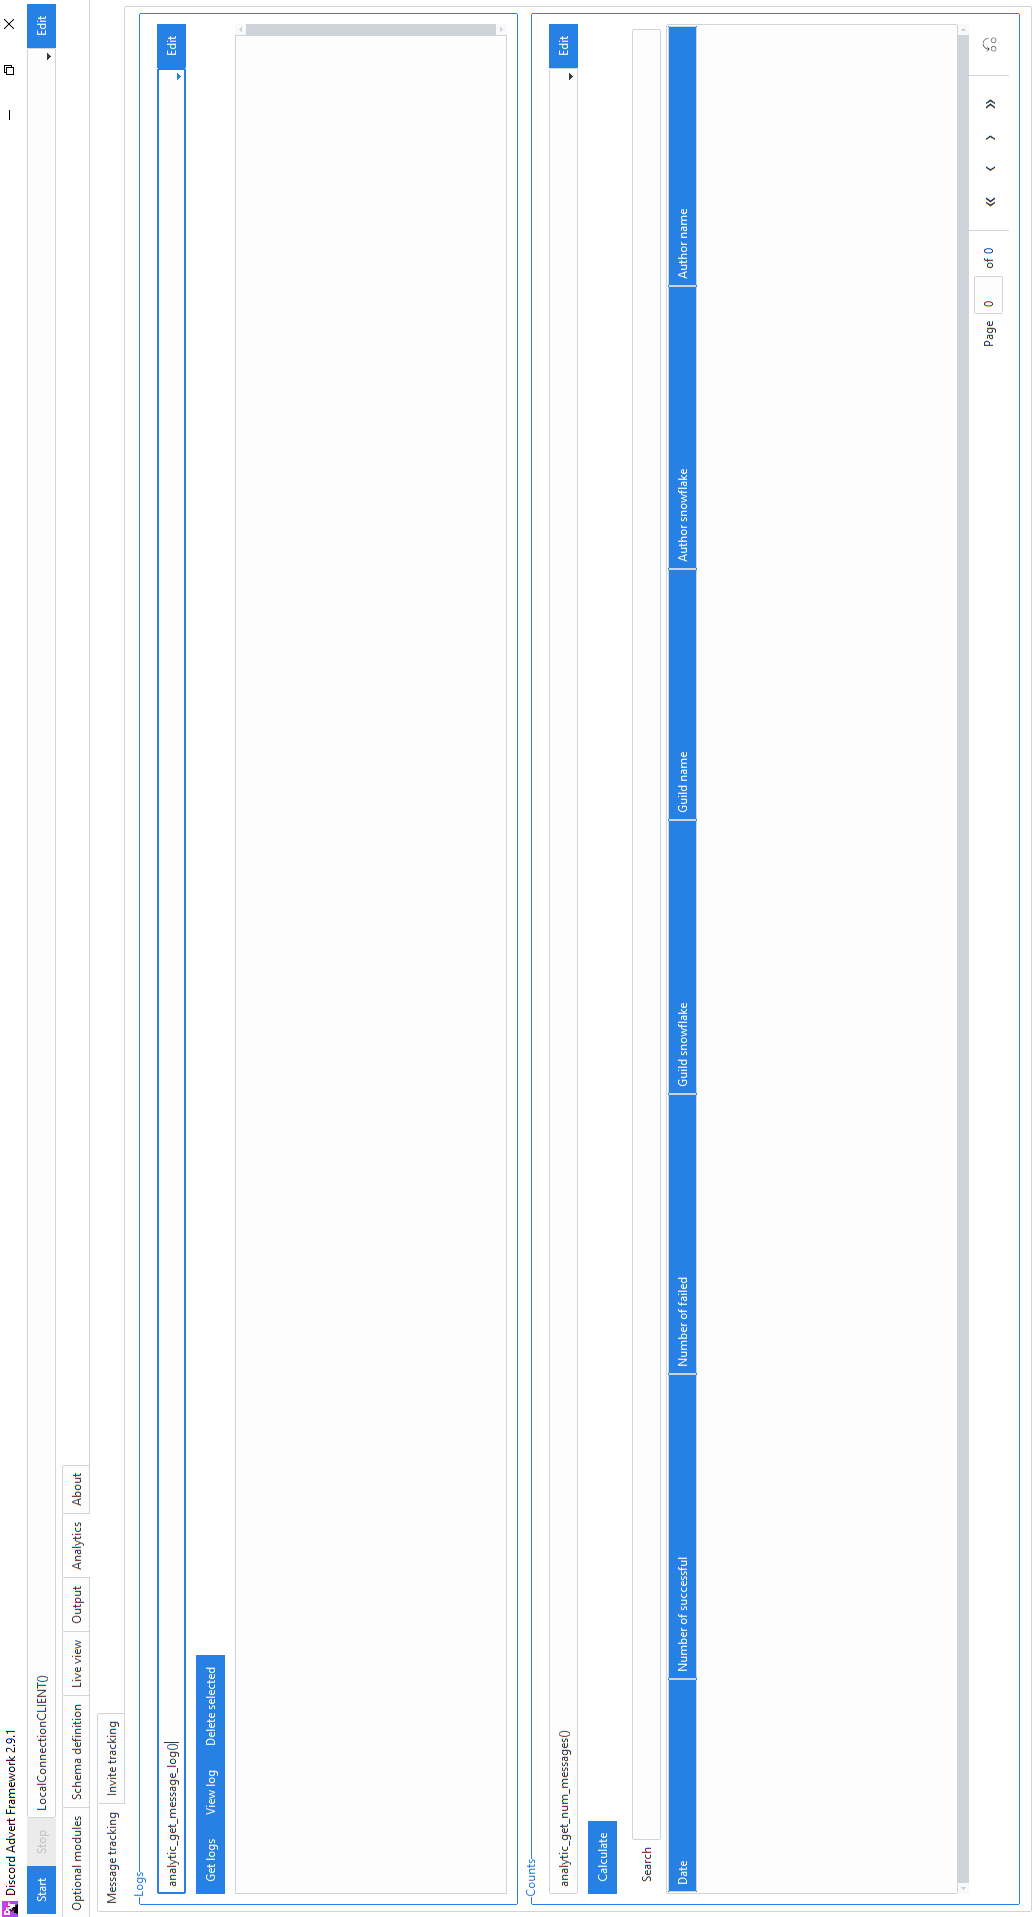 Discord Advert Framework 2.9.1
Start Stop LocalConnectionCLIENT() Edit
Optional modules Schema definition Live view Output Analytics About
Message tracking Invite tracking
Logs
analytic_get_message_log() Edit
Get logs View log Delete selected
Counts
analytic_get_num_messages() Edit
Calculate
Search
Date Number of successful Number of failed Guild snowflake Guild name Author snowflake Author name
Page 0 of 0